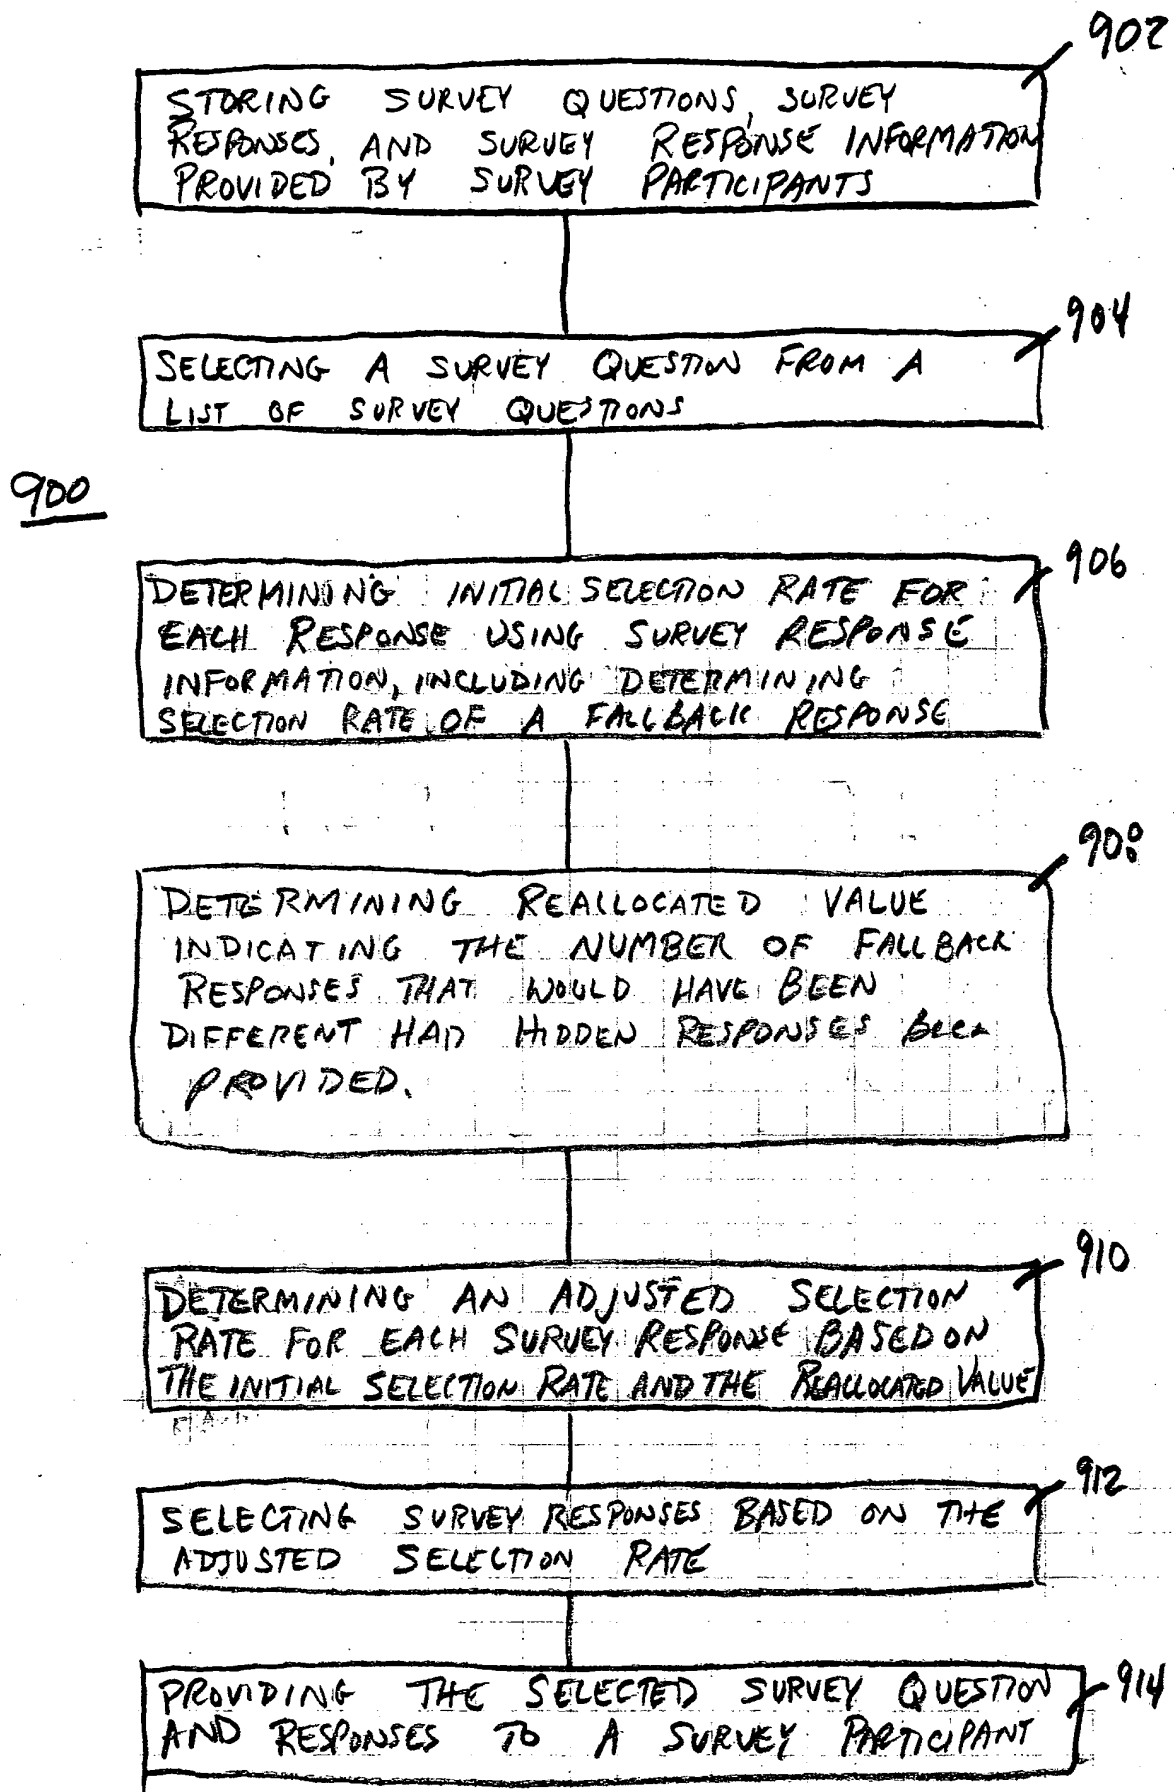 902
STORING SURVEY QUESTIONS, SURVEY
RESPONSES, AND SURVEY RESPONSE INFORMATION
PROVIDED BY SURVEY PARTICIPANTS
904
SELECTING A SURVEY QUESTION FROM A
LIST OF SURVEY QUESTIONS
900
906
DETERMINING INITIAL SELECTION RATE FOR
EACH RESPONSE USING SURVEY RESPONSE
INFORMATION, INCLUDING DETERMINING
SELECTION RATE OF A FALLBACK RESPONSE
908
DETERMINING REALLOCATED VALUE
INDICATING THE NUMBER OF FALLBACK
RESPONSES THAT WOULD HAVE BEEN
DIFFERENT HAD HIDDEN RESPONSES BEEN
PROVIDED.
910
DETERMINING AN ADJUSTED SELECTION
RATE FOR EACH SURVEY RESPONSE BASED ON
THE INITIAL SELECTION RATE AND THE REALLOCATED VALUE
912
SELECTING SURVEY RESPONSES BASED ON THE
ADJUSTED SELECTION RATE
914
PROVIDING THE SELECTED SURVEY QUESTION
AND RESPONSES TO A SURVEY PARTICIPANT